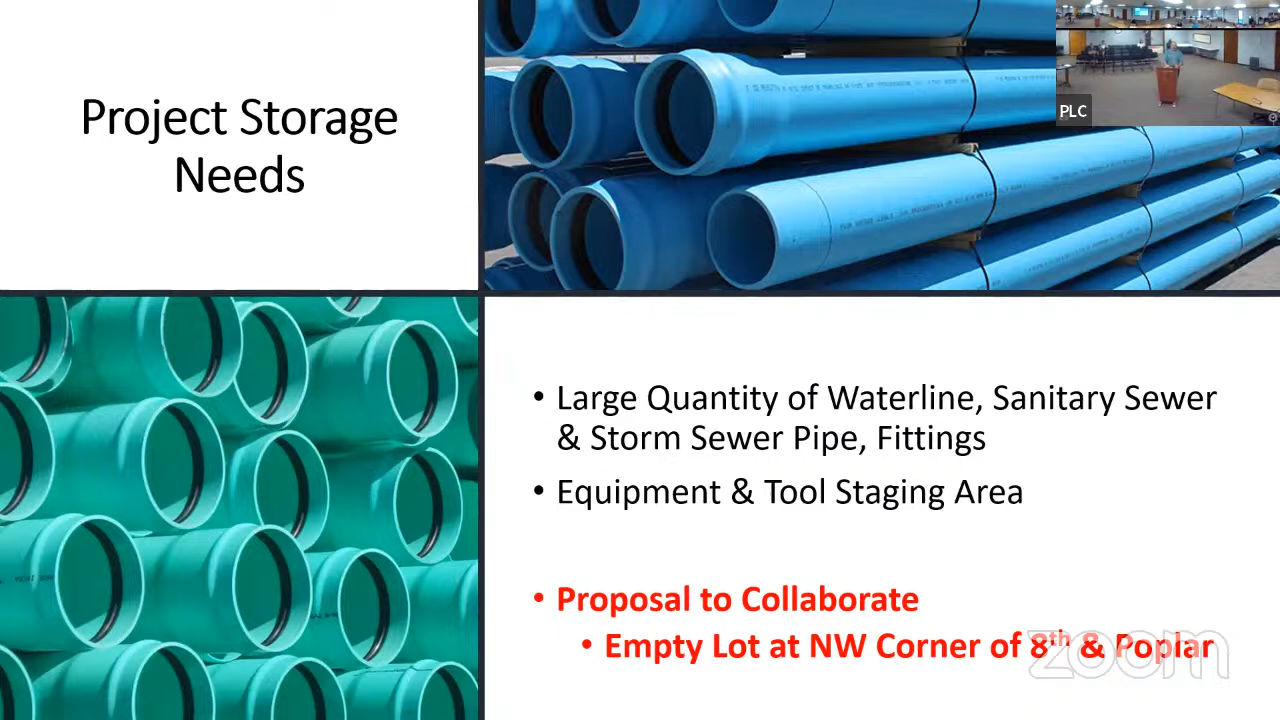 Project Storage
Needs
PLC
• Large Quantity of Waterline, Sanitary Sewer
& Storm Sewer Pipe, Fittings
• Equipment & Tool Staging Area
• Proposal to Collaborate
• Empty Lot at NW Corner of 8th & Poplar
zoom